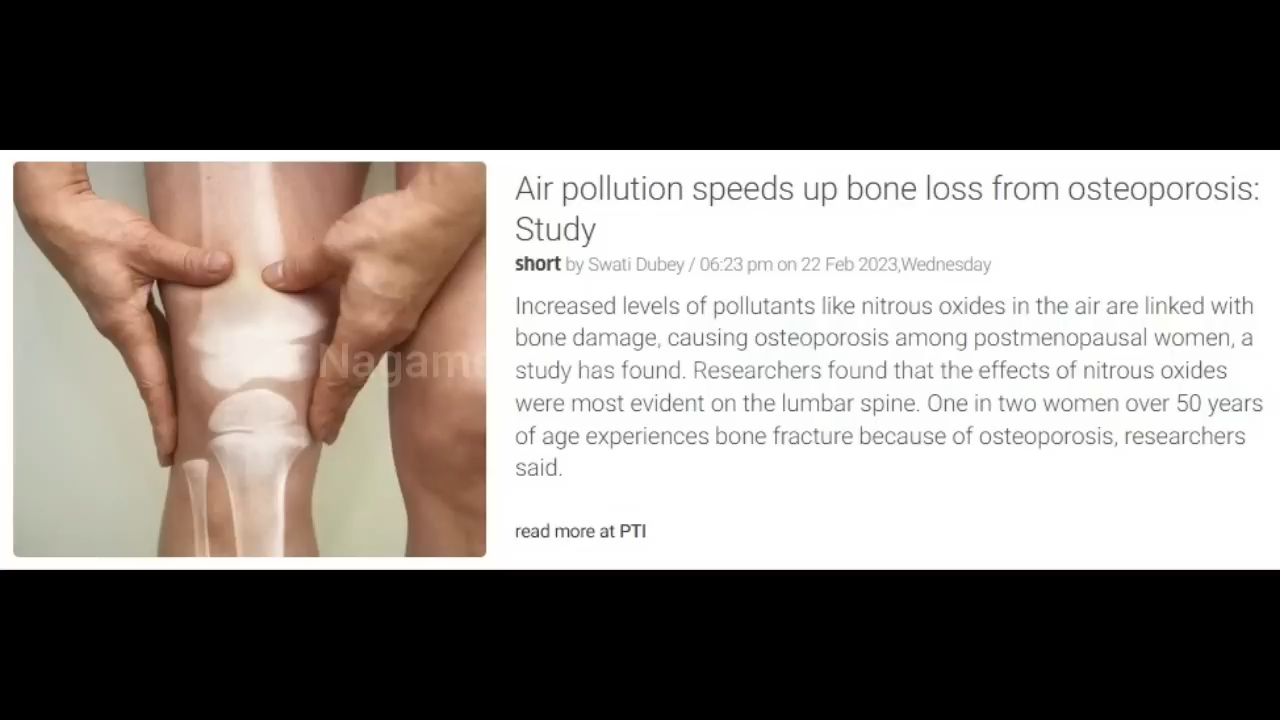 Air pollution speeds up bone loss from osteoporosis:
Study
short by Swati Dubey / 06:23 pm on 22 Feb 2023,Wednesday
Increased levels of pollutants like nitrous oxides in the air are linked with
bone damage, causing osteoporosis among postmenopausal women, a
study has found. Researchers found that the effects of nitrous oxides
were most evident on the lumbar spine. One in two women over 50 years
of age experiences bone fracture because of osteoporosis, researchers
said.
read more at PTI